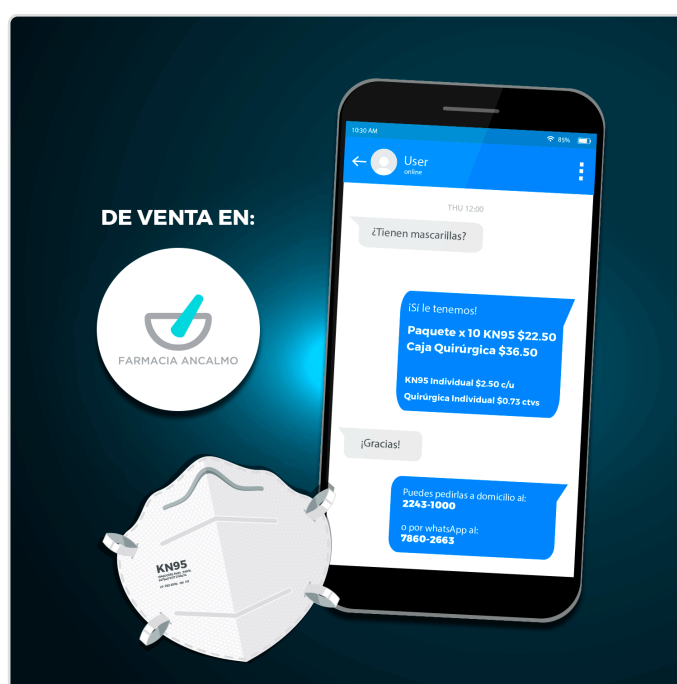 DE VENTA EN:
FARMACIA ANCALMO
10:30 AM
85%
User
online
THU 12:00
¿Tienen mascarillas?
¡Sí le tenemos!
Paquete x 10 KN95 $22.50
Caja Quirúrgica $36.50
KN95 Individual $2.50 c/u
Quirúrgica Individual $0.73 ctvs
¡Gracias!
Puedes pedirlas a domicilio al:
2243-1000
o por whatsApp al:
7860-2663
KN95